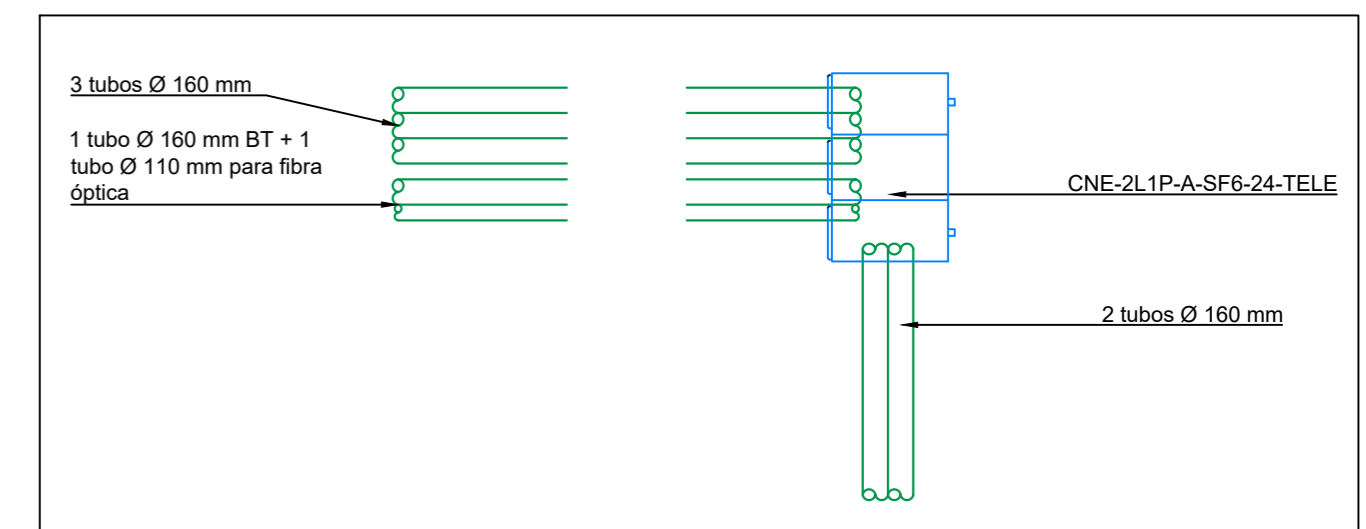 3 tubos Ø 160 mm
1 tubo Ø 160 mm BT + 1
tubo Ø 110 mm para fibra
óptica
CNE-2L1P-A-SF6-24-TELE
2 tubos Ø 160 mm